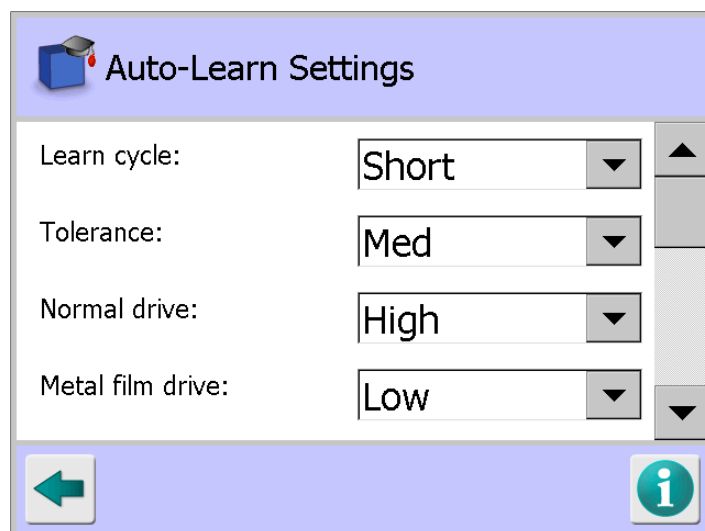 Auto-Learn Settings
Learn cycle: Short
Tolerance: Med
Normal drive: High
Metal film drive: Low